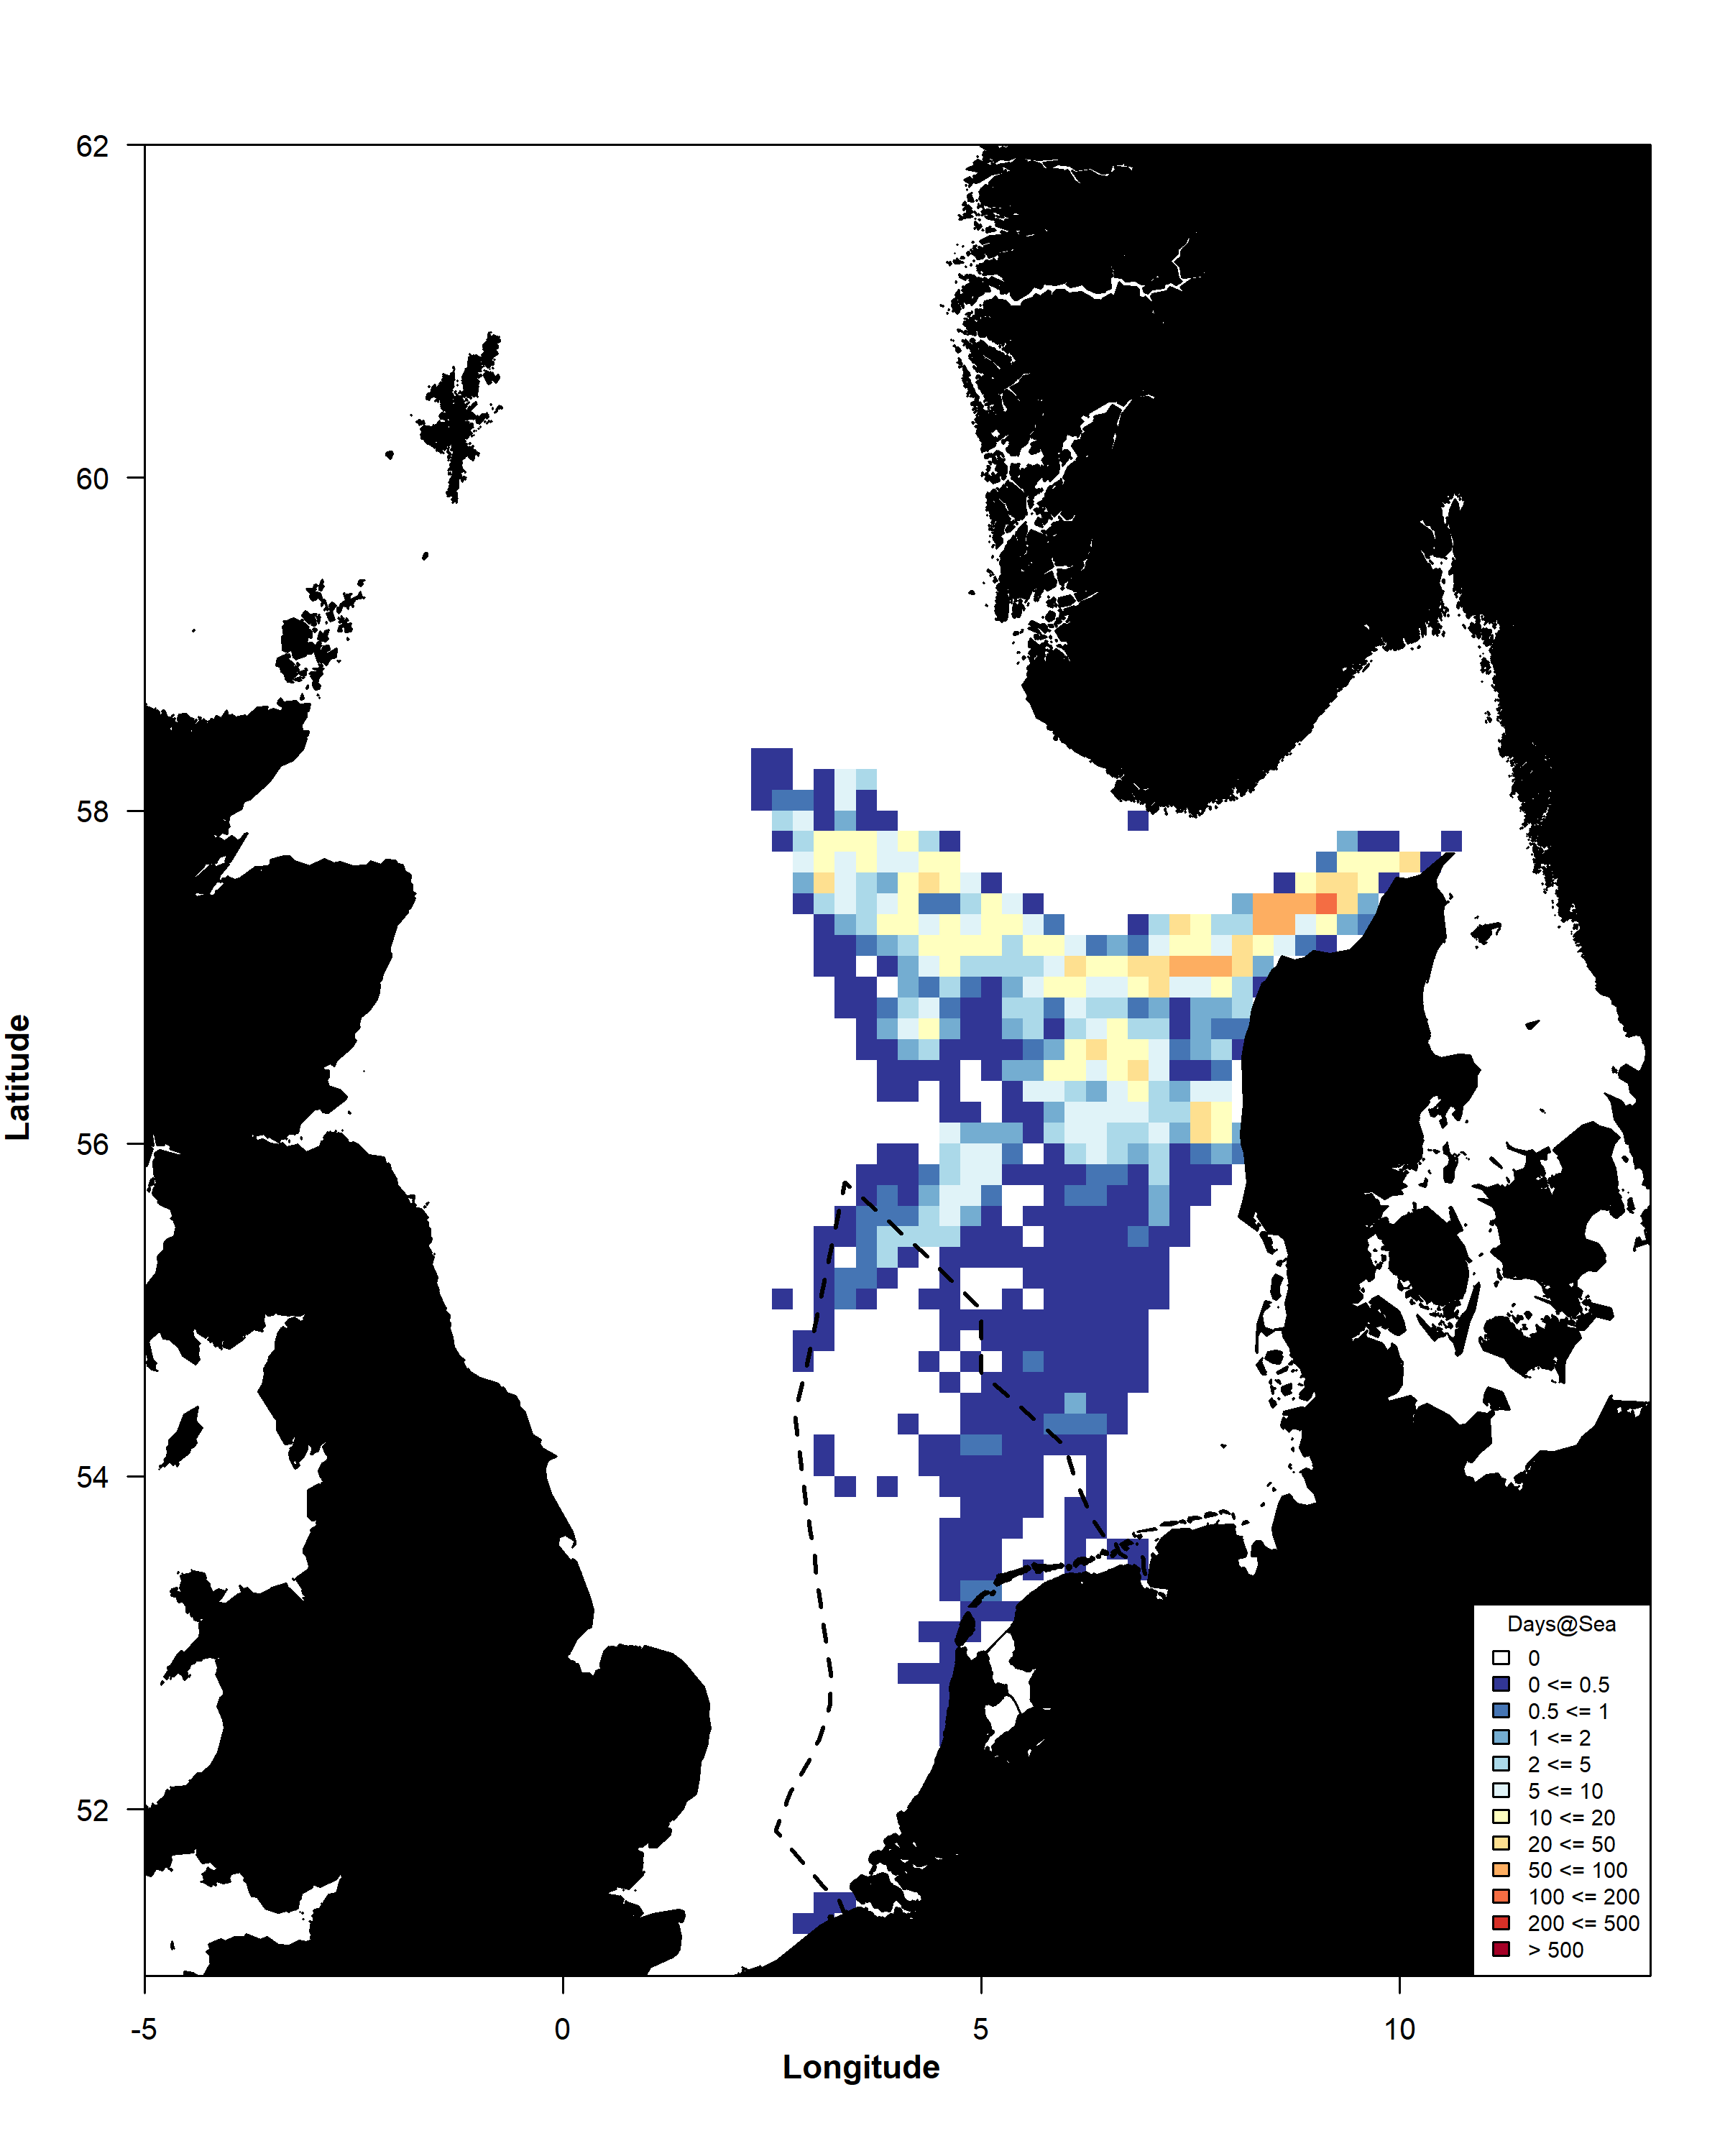 62
60
58
56
54
52
Latitude
-5
0
5
10
Longitude
Days@Sea
0
0 <= 0.5
0.5 <= 1
1 <= 2
2 <= 5
5 <= 10
10 <= 20
20 <= 50
50 <= 100
100 <= 200
200 <= 500
> 500